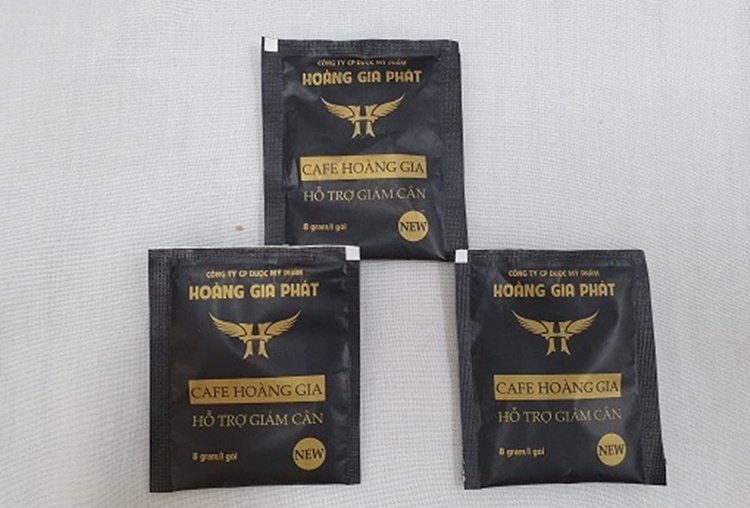 CÔNG TY CP DƯỢC MỸ PHẨM
HOÀNG GIA PHÁT
H
CAFE HOÀNG GIA
HỖ TRỢ GIẢM CÂN
8 gram/1 gói
NEW
CÔNG TY CP DƯỢC MỸ PHẨM
HOÀNG GIA PHÁT
H
CAFE HOÀNG GIA
HỖ TRỢ GIẢM CÂN
8 gram/1 gói
NEW
CÔNG TY CP DƯỢC MỸ PHẨM
HOÀNG GIA PHÁT
H
CAFE HOÀNG GIA
HỖ TRỢ GIẢM CÂN
8 gram/1 gói
NEW